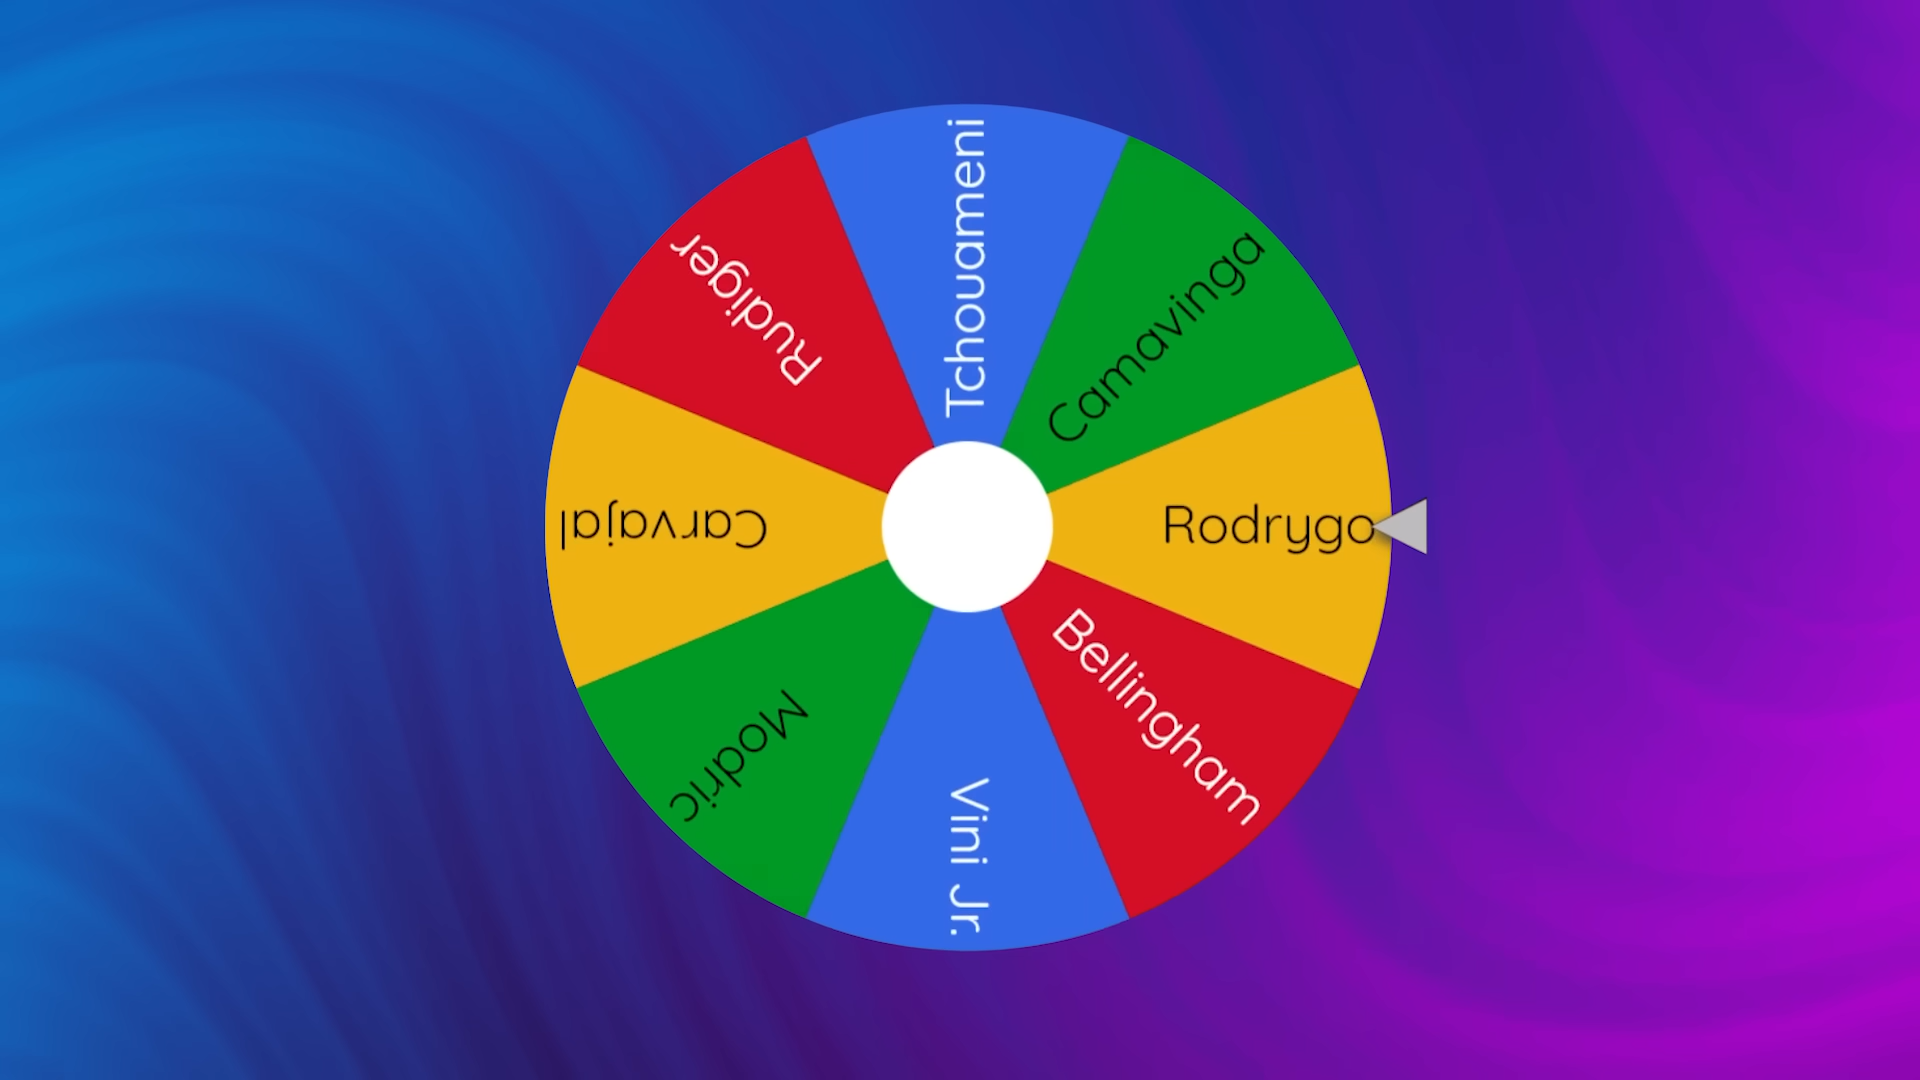 Tchouameni
Camavinga
Rodrygo
Bellingham
Vini Jr.
Modric
Carvajal
Rudiger